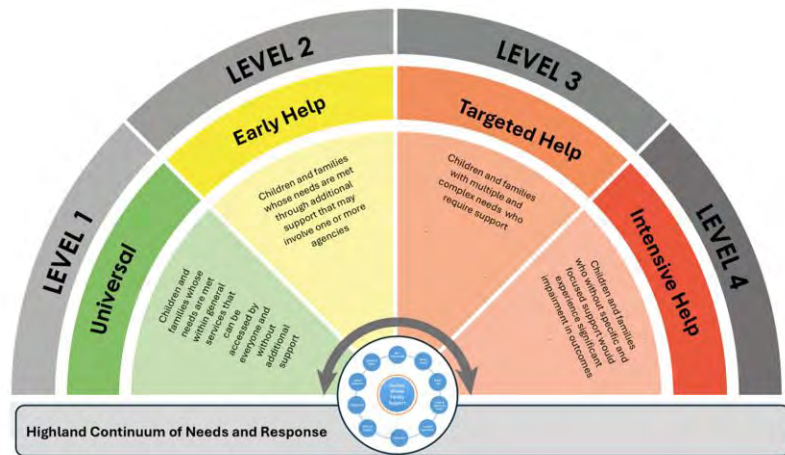 LEVEL 1
LEVEL 2
LEVEL 3
LEVEL 4
Universal
Early Help
Targeted Help
Intensive Help
Children and
families whose
needs are met
within general
services that
can be
accessed by
everyone and
without
additional
support
Children and families
whose needs are met
through additional
support that may
involve one or more
agencies
Children and families
with multiple and
complex needs who
require support
Children and families
who without specific and
focused support would
experience significant
impairment in outcomes
Highland Continuum of Needs and Response